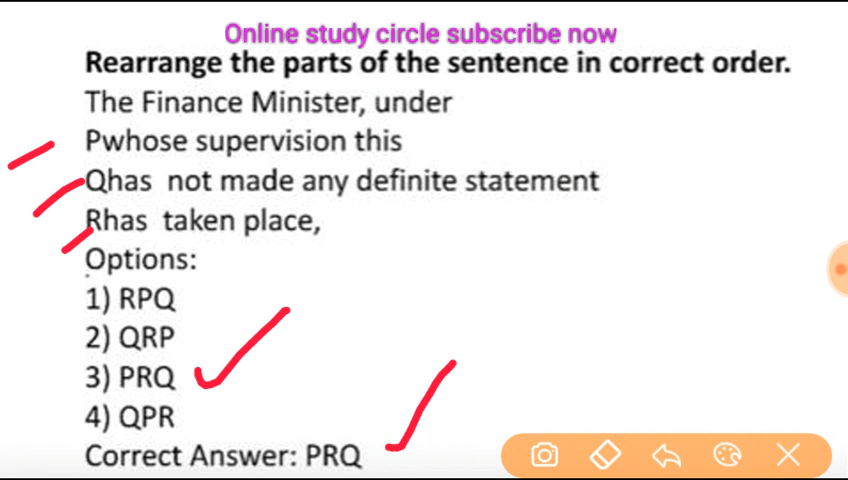 Online study circle subscribe now
Rearrange the parts of the sentence in correct order.
The Finance Minister, under
Pwhose supervision this
Qhas not made any definite statement
Rhas taken place,
Options:
1) RPQ
2) QRP
3) PRQ
4) QPR
Correct Answer: PRQ